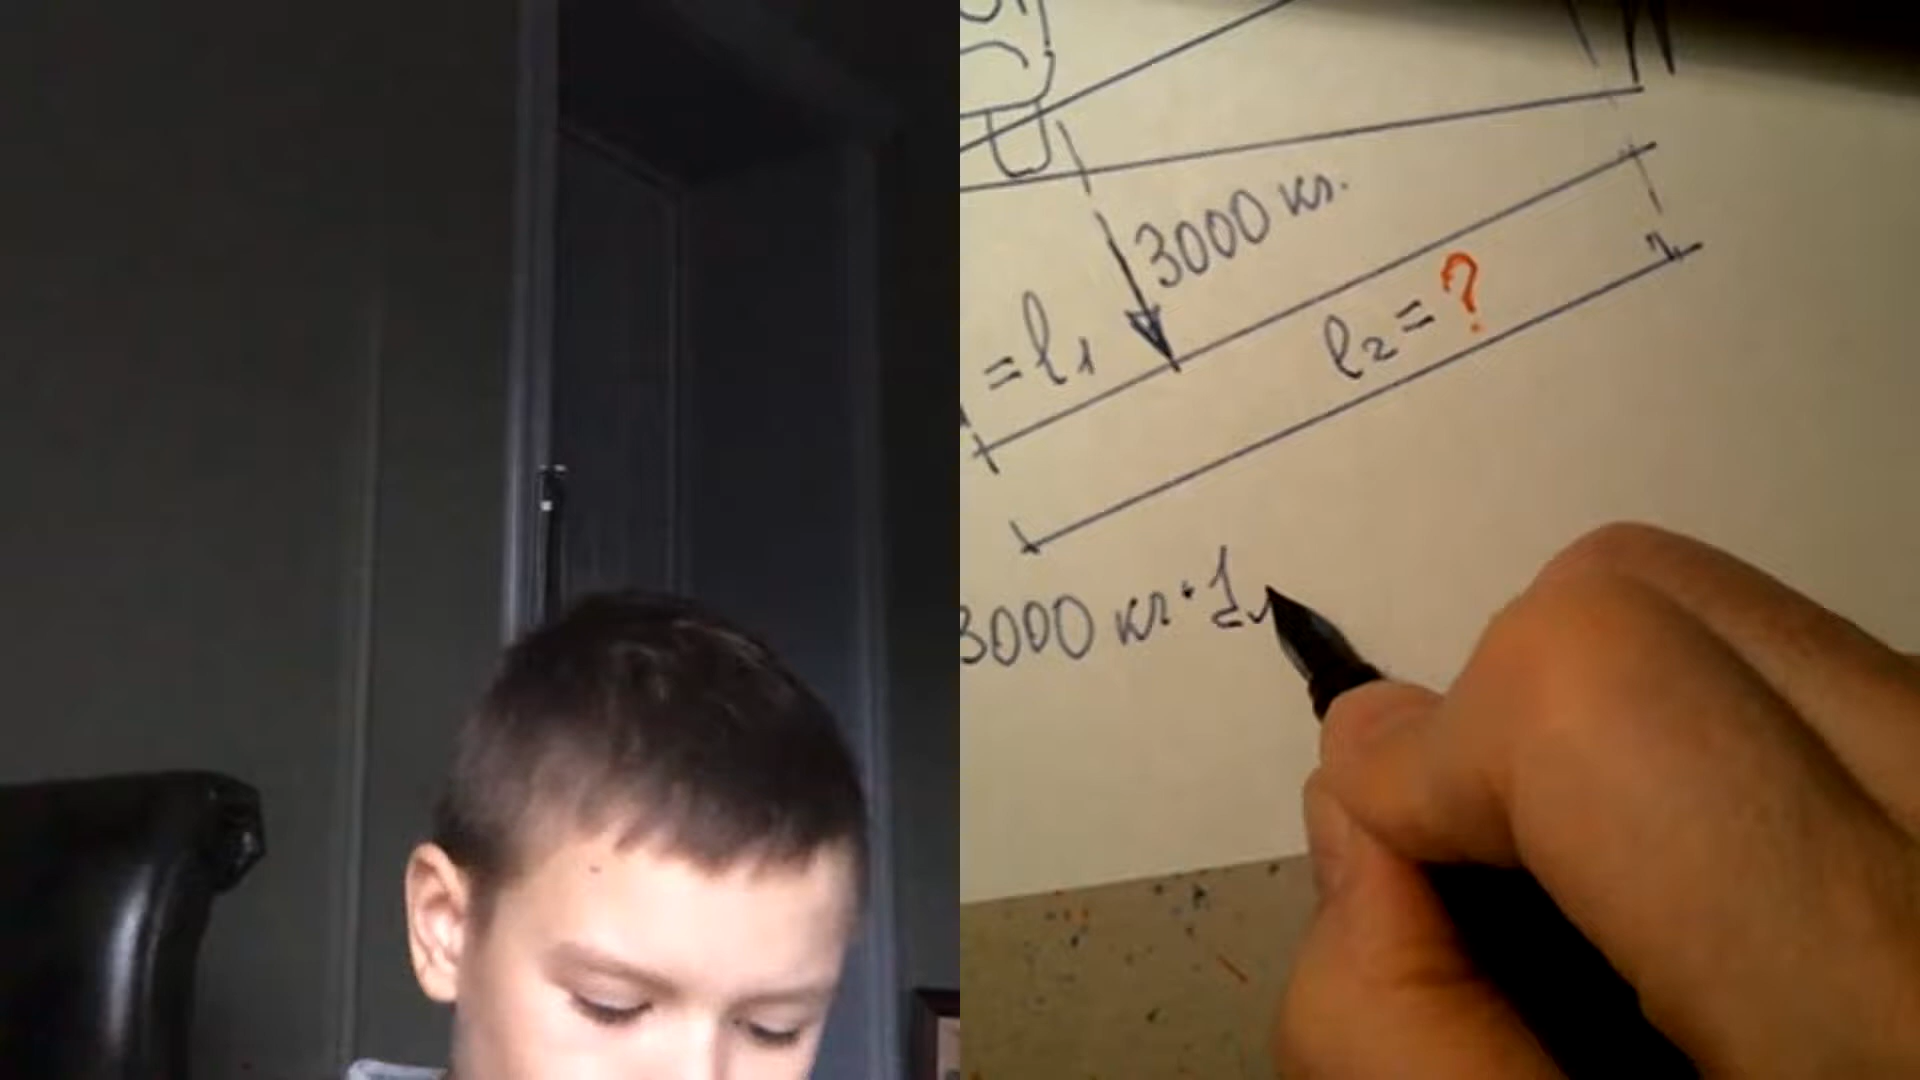 3000 кг.
= l1
l2 = ?
3000 кг · 1